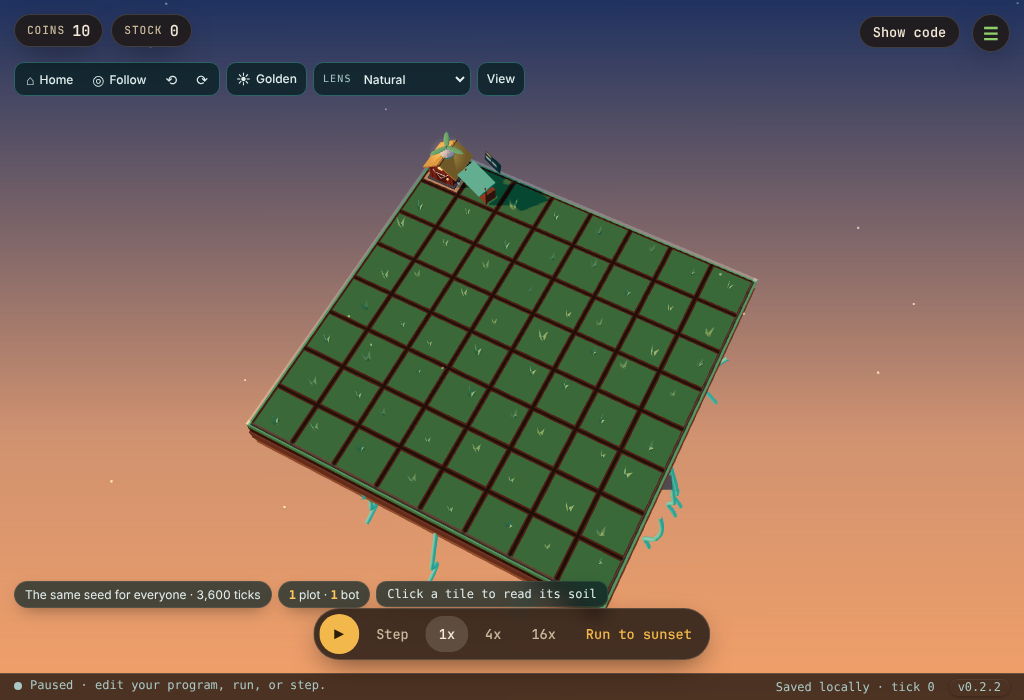 COINS 10
STOCK 0
Show code
Home
Follow
Golden
LENS Natural
View
The same seed for everyone · 3,600 ticks
1 plot · 1 bot
Click a tile to read its soil
Step
1x
4x
16x
Run to sunset
Paused · edit your program, run, or step.
Saved locally · tick 0
v0.2.2